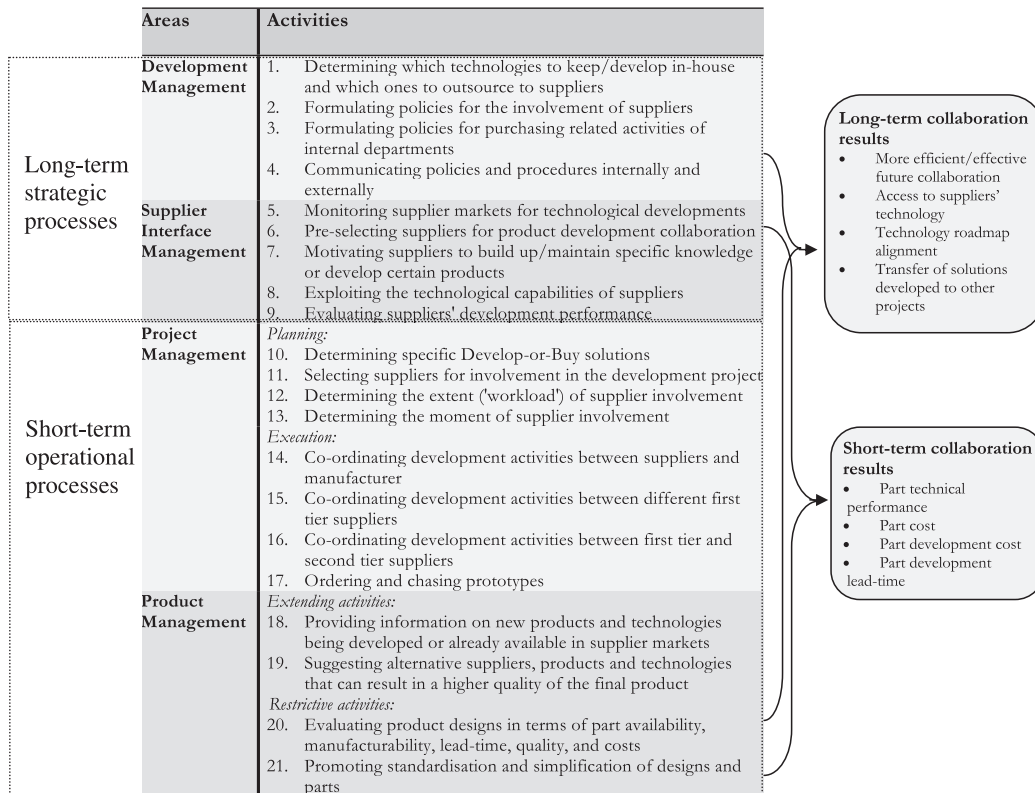 Areas Activities
Long-term
strategic
processes
Development
Management
1. Determining which technologies to keep/develop in-house
and which ones to outsource to suppliers
2. Formulating policies for the involvement of suppliers
3. Formulating policies for purchasing related activities of
internal departments
4. Communicating policies and procedures internally and
externally
Supplier
Interface
Management
5. Monitoring supplier markets for technological developments
6. Pre-selecting suppliers for product development collaboration
7. Motivating suppliers to build up/maintain specific knowledge
or develop certain products
8. Exploiting the technological capabilities of suppliers
9. Evaluating suppliers' development performance
Short-term
operational
processes
Project
Management
Planning:
10. Determining specific Develop-or-Buy solutions
11. Selecting suppliers for involvement in the development project
12. Determining the extent ('workload') of supplier involvement
13. Determining the moment of supplier involvement
Execution:
14. Co-ordinating development activities between suppliers and
manufacturer
15. Co-ordinating development activities between different first
tier suppliers
16. Co-ordinating development activities between first tier and
second tier suppliers
17. Ordering and chasing prototypes
Product
Management
Extending activities:
18. Providing information on new products and technologies
being developed or already available in supplier markets
19. Suggesting alternative suppliers, products and technologies
that can result in a higher quality of the final product
Restrictive activities:
20. Evaluating product designs in terms of part availability,
manufacturability, lead-time, quality, and costs
21. Promoting standardisation and simplification of designs and
parts
Long-term collaboration
results
• More efficient/effective
future collaboration
• Access to suppliers'
technology
• Technology roadmap
alignment
• Transfer of solutions
developed to other
projects
Short-term collaboration
results
• Part technical
performance
• Part cost
• Part development cost
• Part development
lead-time